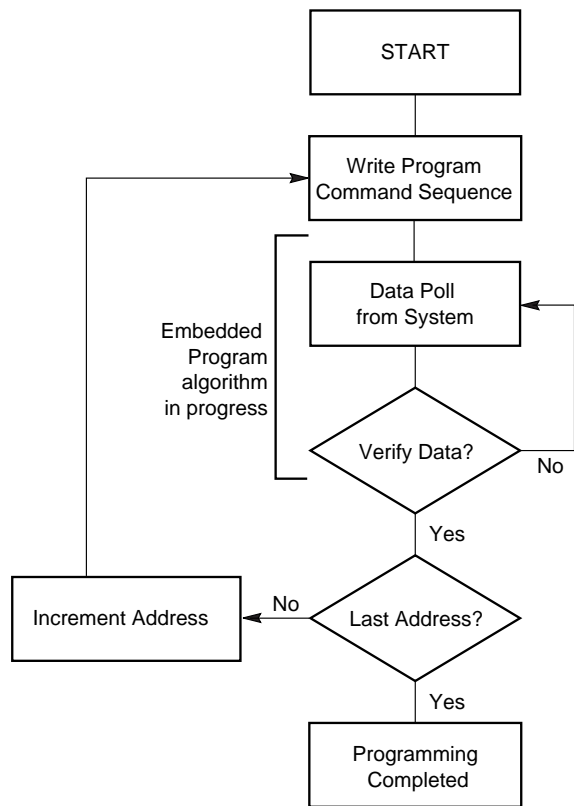 START
Write Program
Command Sequence
Data Poll
from System
Embedded
Program
algorithm
in progress
Verify Data?
No
Yes
Increment Address
No
Last Address?
Yes
Programming
Completed